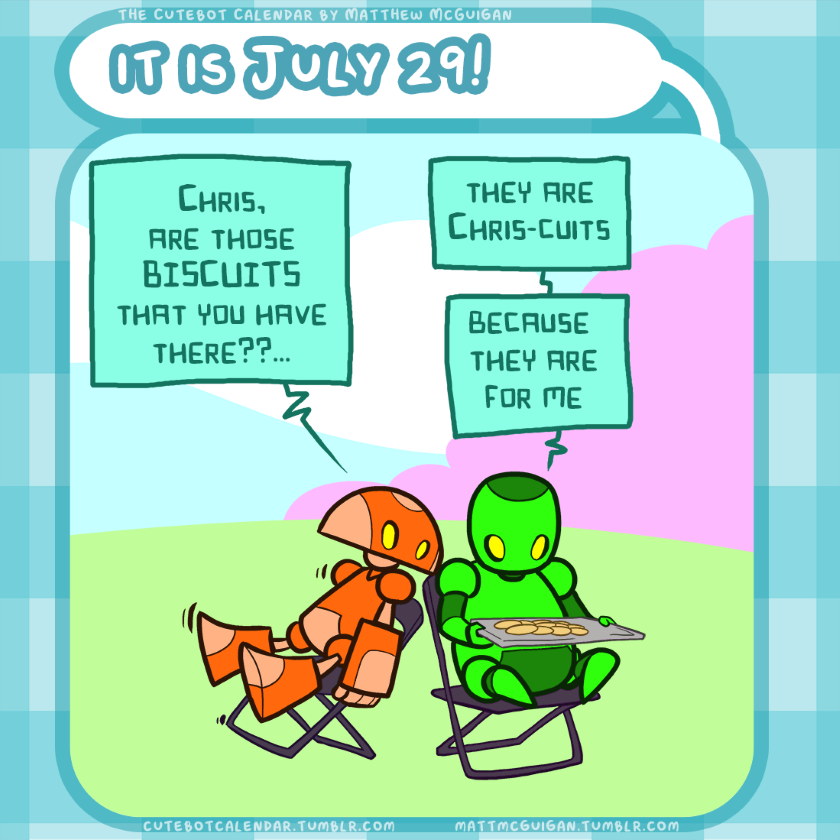 The Cutebot Calendar by Matthew McGuigan
It is July 29!
Chris,
are those
BISCUITS
that you have
there??...
They are
Chris-cuits
Because
they are
for me
cutebotcalendar.tumblr.com
mattmcguigan.tumblr.com